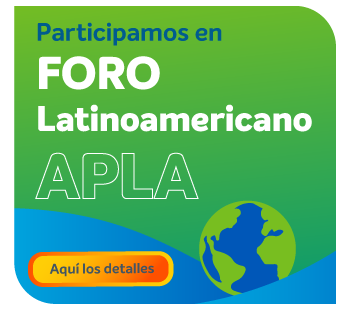 Participamos en
FORO
Latinoamericano
APLA
Aquí los detalles